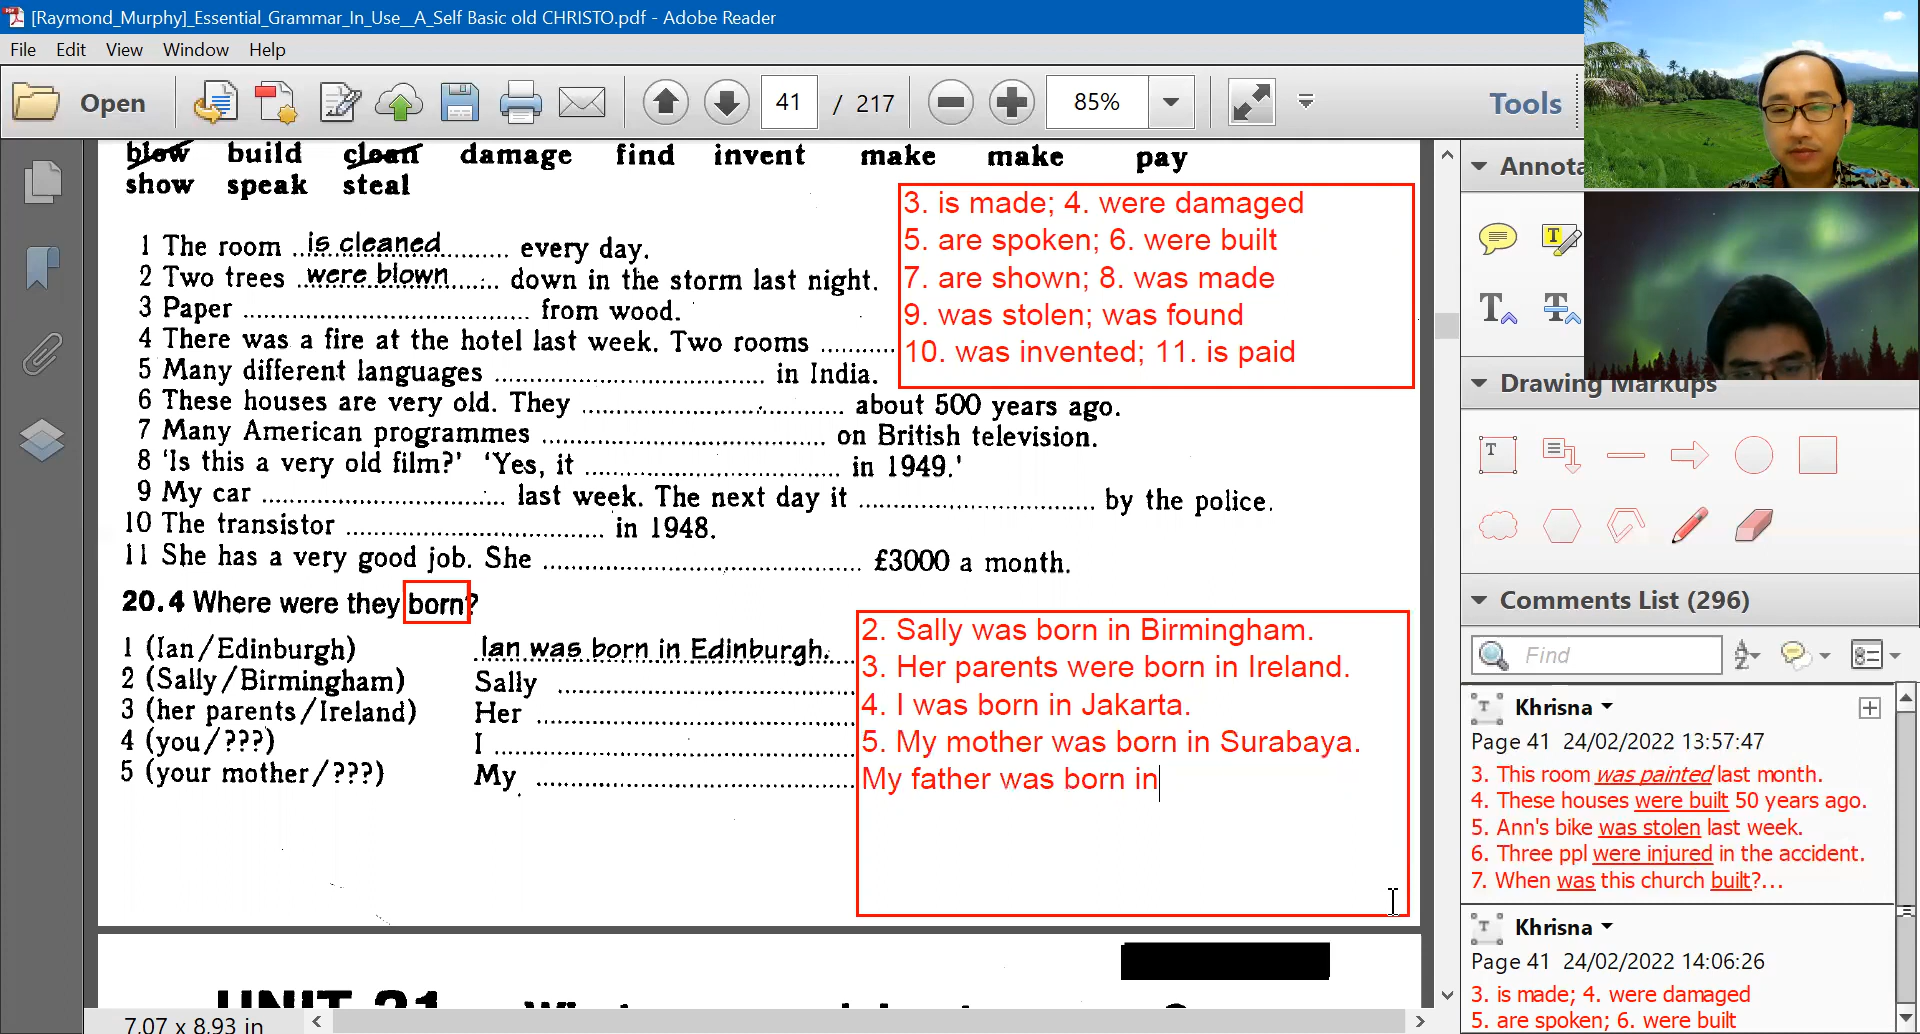 [Raymond_Murphy]_Essential_Grammar_In_Use__A_Self Basic old CHRISTO.pdf - Adobe Reader
File Edit View Window Help
Open 41 / 217 85% Tools
blow build clean damage find invent make make pay
show speak steal
1 The room is cleaned every day.
2 Two trees were blown down in the storm last night.
3 Paper from wood.
4 There was a fire at the hotel last week. Two rooms
5 Many different languages in India.
6 These houses are very old. They about 500 years ago.
7 Many American programmes on British television.
8 'Is this a very old film?' 'Yes, it in 1949.'
9 My car last week. The next day it by the police.
10 The transistor in 1948.
11 She has a very good job. She £3000 a month.
3. is made; 4. were damaged
5. are spoken; 6. were built
7. are shown; 8. was made
9. was stolen; was found
10. was invented; 11. is paid
20.4 Where were they born?
1 (Ian/Edinburgh) Ian was born in Edinburgh.
2 (Sally/Birmingham) Sally
3 (her parents/Ireland) Her
4 (you/???) I
5 (your mother/???) My
2. Sally was born in Birmingham.
3. Her parents were born in Ireland.
4. I was born in Jakarta.
5. My mother was born in Surabaya.
My father was born in
7,07 x 8,93 in
Drawing Markups
Comments List (296)
Find
Khrisna
Page 41 24/02/2022 13:57:47
3. This room was painted last month.
4. These houses were built 50 years ago.
5. Ann's bike was stolen last week.
6. Three ppl were injured in the accident.
7. When was this church built?...
Khrisna
Page 41 24/02/2022 14:06:26
3. is made; 4. were damaged
5. are spoken; 6. were built